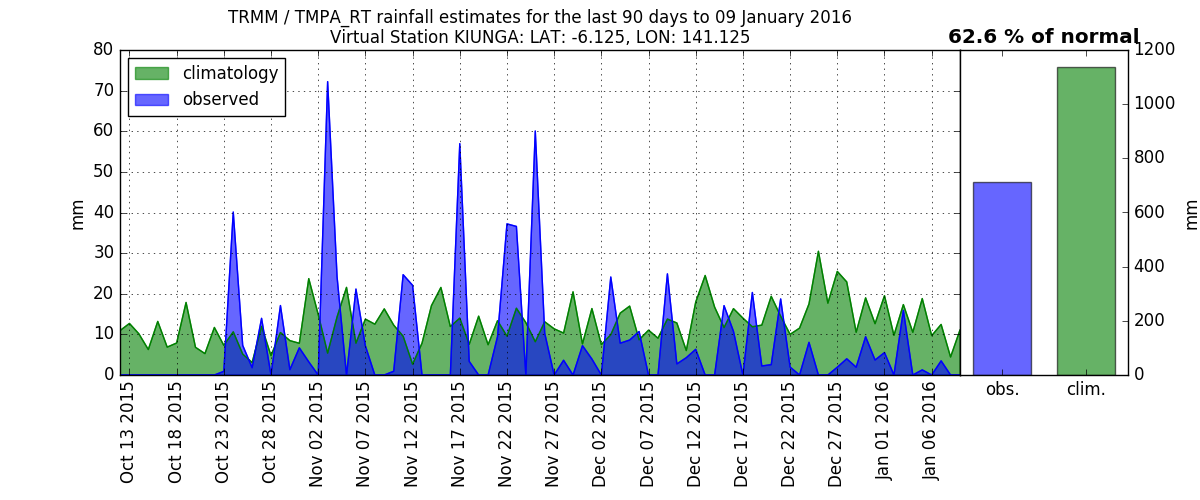 TRMM / TMPA_RT rainfall estimates for the last 90 days to 09 January 2016
Virtual Station KIUNGA: LAT: -6.125, LON: 141.125
62.6 % of normal
climatology
observed
mm
80
70
60
50
40
30
20
10
0
Oct 13 2015
Oct 18 2015
Oct 23 2015
Oct 28 2015
Nov 02 2015
Nov 07 2015
Nov 12 2015
Nov 17 2015
Nov 22 2015
Nov 27 2015
Dec 02 2015
Dec 07 2015
Dec 12 2015
Dec 17 2015
Dec 22 2015
Dec 27 2015
Jan 01 2016
Jan 06 2016
obs.
clim.
1200
1000
800
600
400
200
0
mm